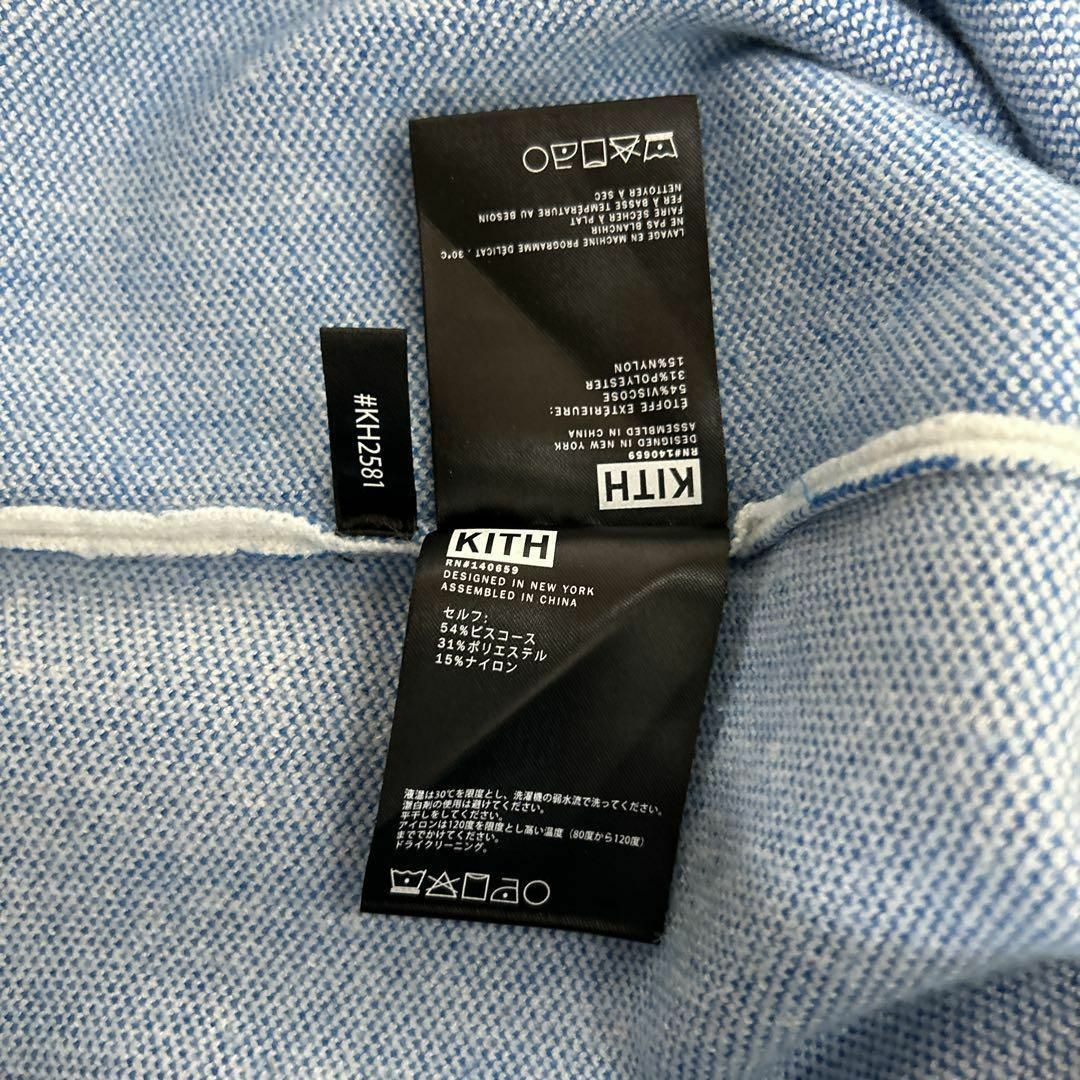 #KH2581
KITH
RN#140659
DESIGNED IN NEW YORK
ASSEMBLED IN CHINA
ÉTOFFE EXTÉRIEURE:
54%VISCOSE
31%POLYESTER
15%NYLON
LAVAGE EN MACHINE PROGRAMME DÉLICAT , 30°C
NE PAS BLANCHIR
FAIRE SÉCHER À PLAT
FER À BASSE TEMPÉRATURE AU BESOIN
NETTOYER À SEC
KITH
RN#140659
DESIGNED IN NEW YORK
ASSEMBLED IN CHINA
セルフ:
54%ビスコース
31%ポリエステル
15%ナイロン
液温は30℃を限度とし、洗濯機の弱水流で洗ってください。
漂白剤の使用は避けてください。
平干しをしてください。
アイロンは120度を限度とし高い温度（80度から120度）
まででかけてください。
ドライクリーニング。